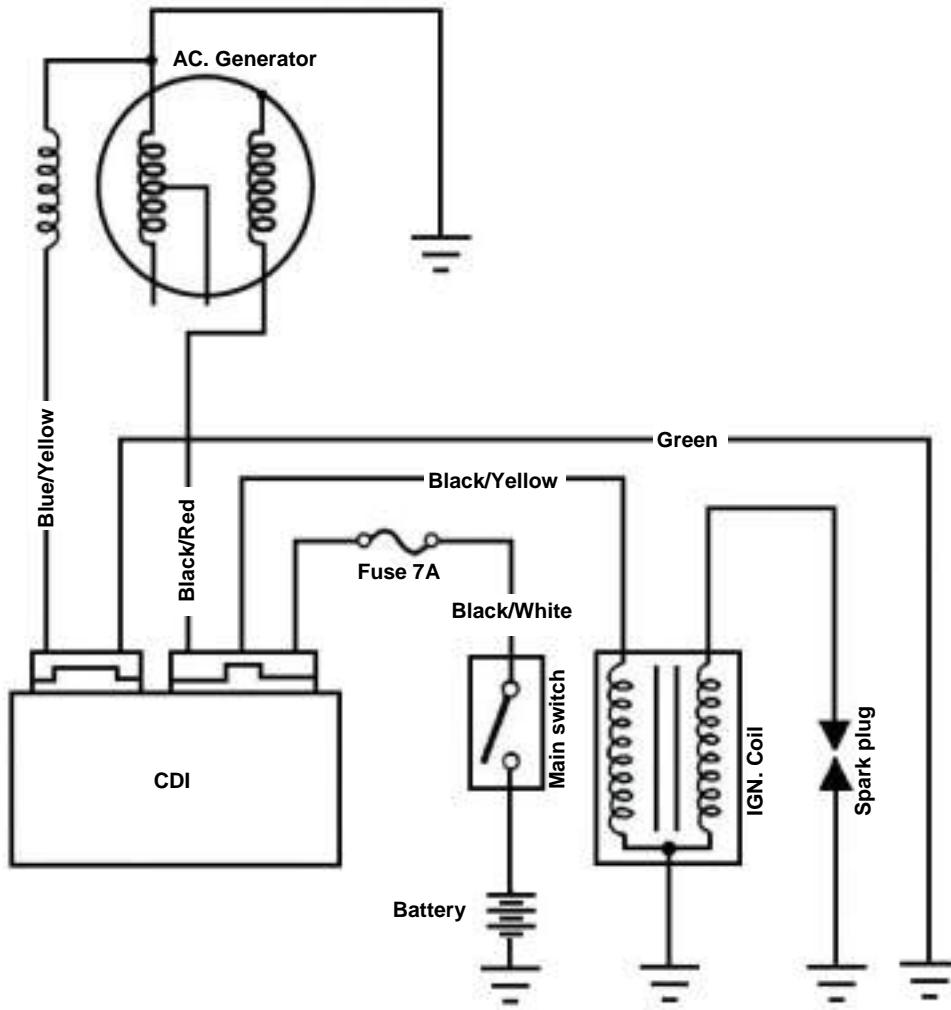 AC. Generator
Blue/Yellow
Black/Red
Green
Black/Yellow
Fuse 7A
Black/White
Main switch
IGN. Coil
Spark plug
CDI
Battery